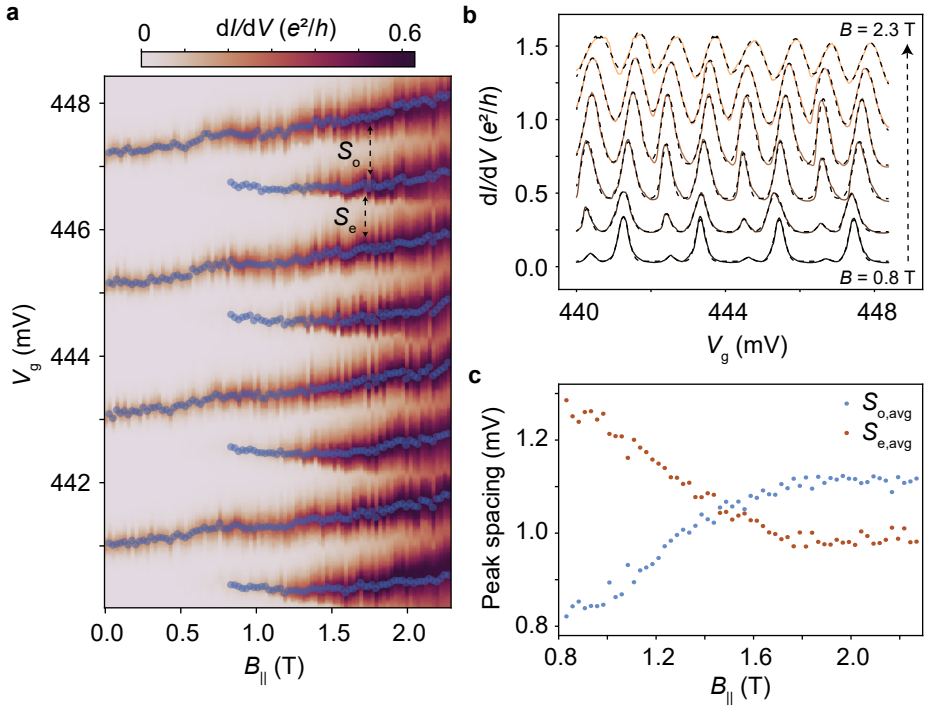 a
0 dI/dV (e²/h) 0.6
448
446
444
442
V_g (mV)
S_o
S_e
0.0 0.5 1.0 1.5 2.0
B_|| (T)
b
1.5
1.0
0.5
0.0
dI/dV (e²/h)
B = 2.3 T
B = 0.8 T
440 444 448
V_g (mV)
c
1.2
1.0
0.8
Peak spacing (mV)
S_o,avg
S_e,avg
0.8 1.2 1.6 2.0
B_|| (T)